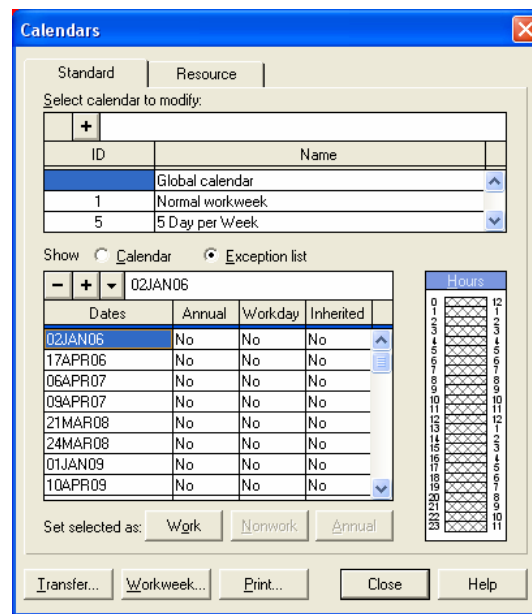 Calendars
Standard Resource
Select calendar to modify:
+
ID Name
Global calendar
1 Normal workweek
5 5 Day per Week
Show Calendar Exception list
- + 02JAN06
Dates Annual Workday Inherited
02JAN06 No No No
17APR06 No No No
06APR07 No No No
09APR07 No No No
21MAR08 No No No
24MAR08 No No No
01JAN09 No No No
10APR09 No No No
Hours
0 12
1 1
2 2
3 3
4 4
5 5
6 6
7 7
8 8
9 9
10 10
11 11
12 12
13 1
14 2
15 3
16 4
17 5
18 6
19 7
20 8
21 9
22 10
23 11
Set selected as: Work Nonwork Annual
Transfer... Workweek... Print... Close Help